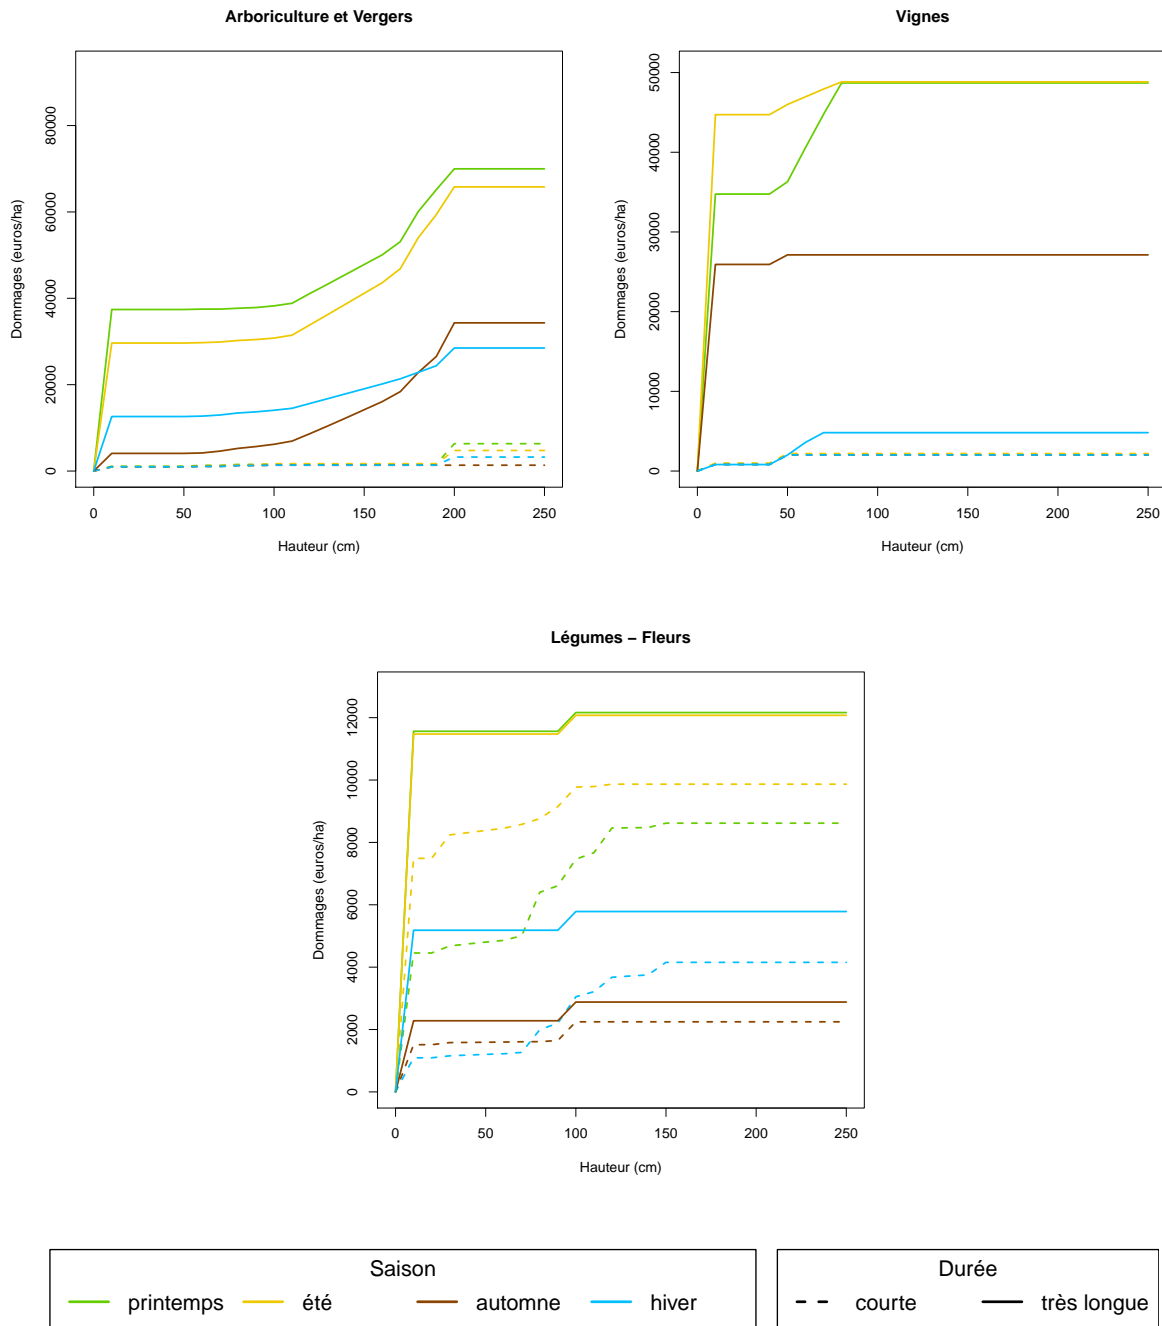 Arboriculture et Vergers
Dommages (euros/ha)
0 20000 40000 60000 80000
0 50 100 150 200 250
Hauteur (cm)
Vignes
Dommages (euros/ha)
0 10000 20000 30000 40000 50000
0 50 100 150 200 250
Hauteur (cm)
Légumes − Fleurs
Dommages (euros/ha)
0 2000 4000 6000 8000 10000 12000
0 50 100 150 200 250
Hauteur (cm)
Saison
printemps été automne hiver
Durée
courte très longue